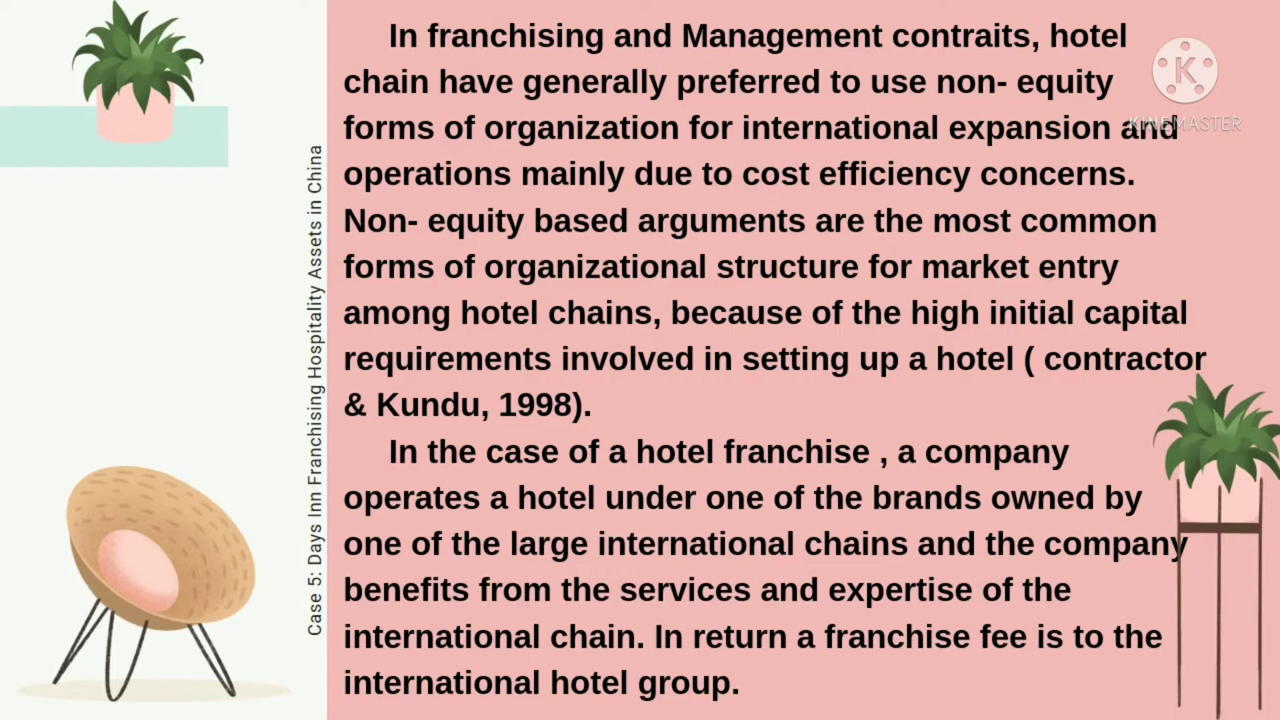 In franchising and Management contraits, hotel
chain have generally preferred to use non- equity
forms of organization for international expansion and
operations mainly due to cost efficiency concerns.
Non- equity based arguments are the most common
forms of organizational structure for market entry
among hotel chains, because of the high initial capital
requirements involved in setting up a hotel ( contractor
& Kundu, 1998).
In the case of a hotel franchise , a company
operates a hotel under one of the brands owned by
one of the large international chains and the company
benefits from the services and expertise of the
international chain. In return a franchise fee is to the
international hotel group.
Case 5: Days Inn Franchising Hospitality Assets in China
K
KINEMASTER